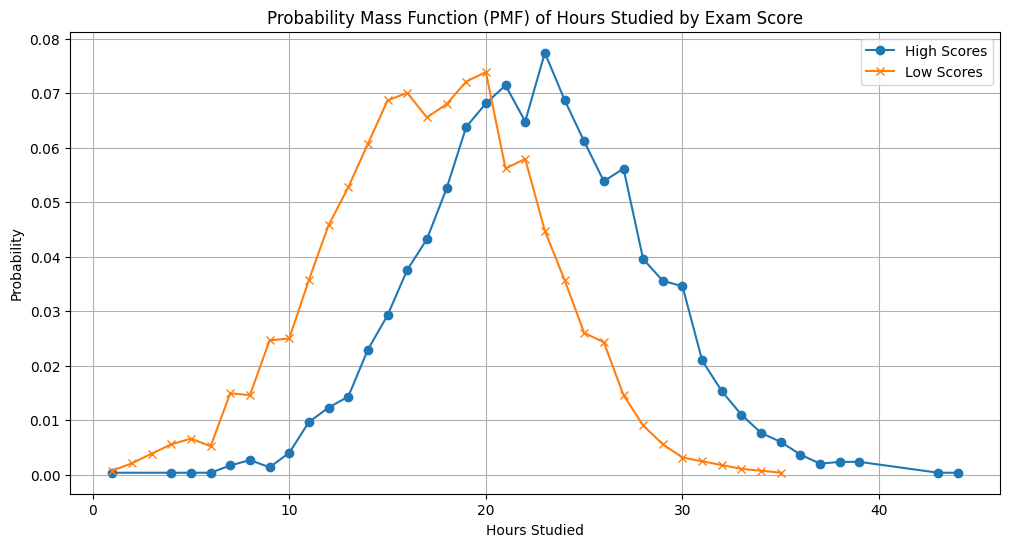 Probability Mass Function (PMF) of Hours Studied by Exam Score
High Scores
Low Scores
Probability
0.08
0.07
0.06
0.05
0.04
0.03
0.02
0.01
0.00
0 10 20 30 40
Hours Studied